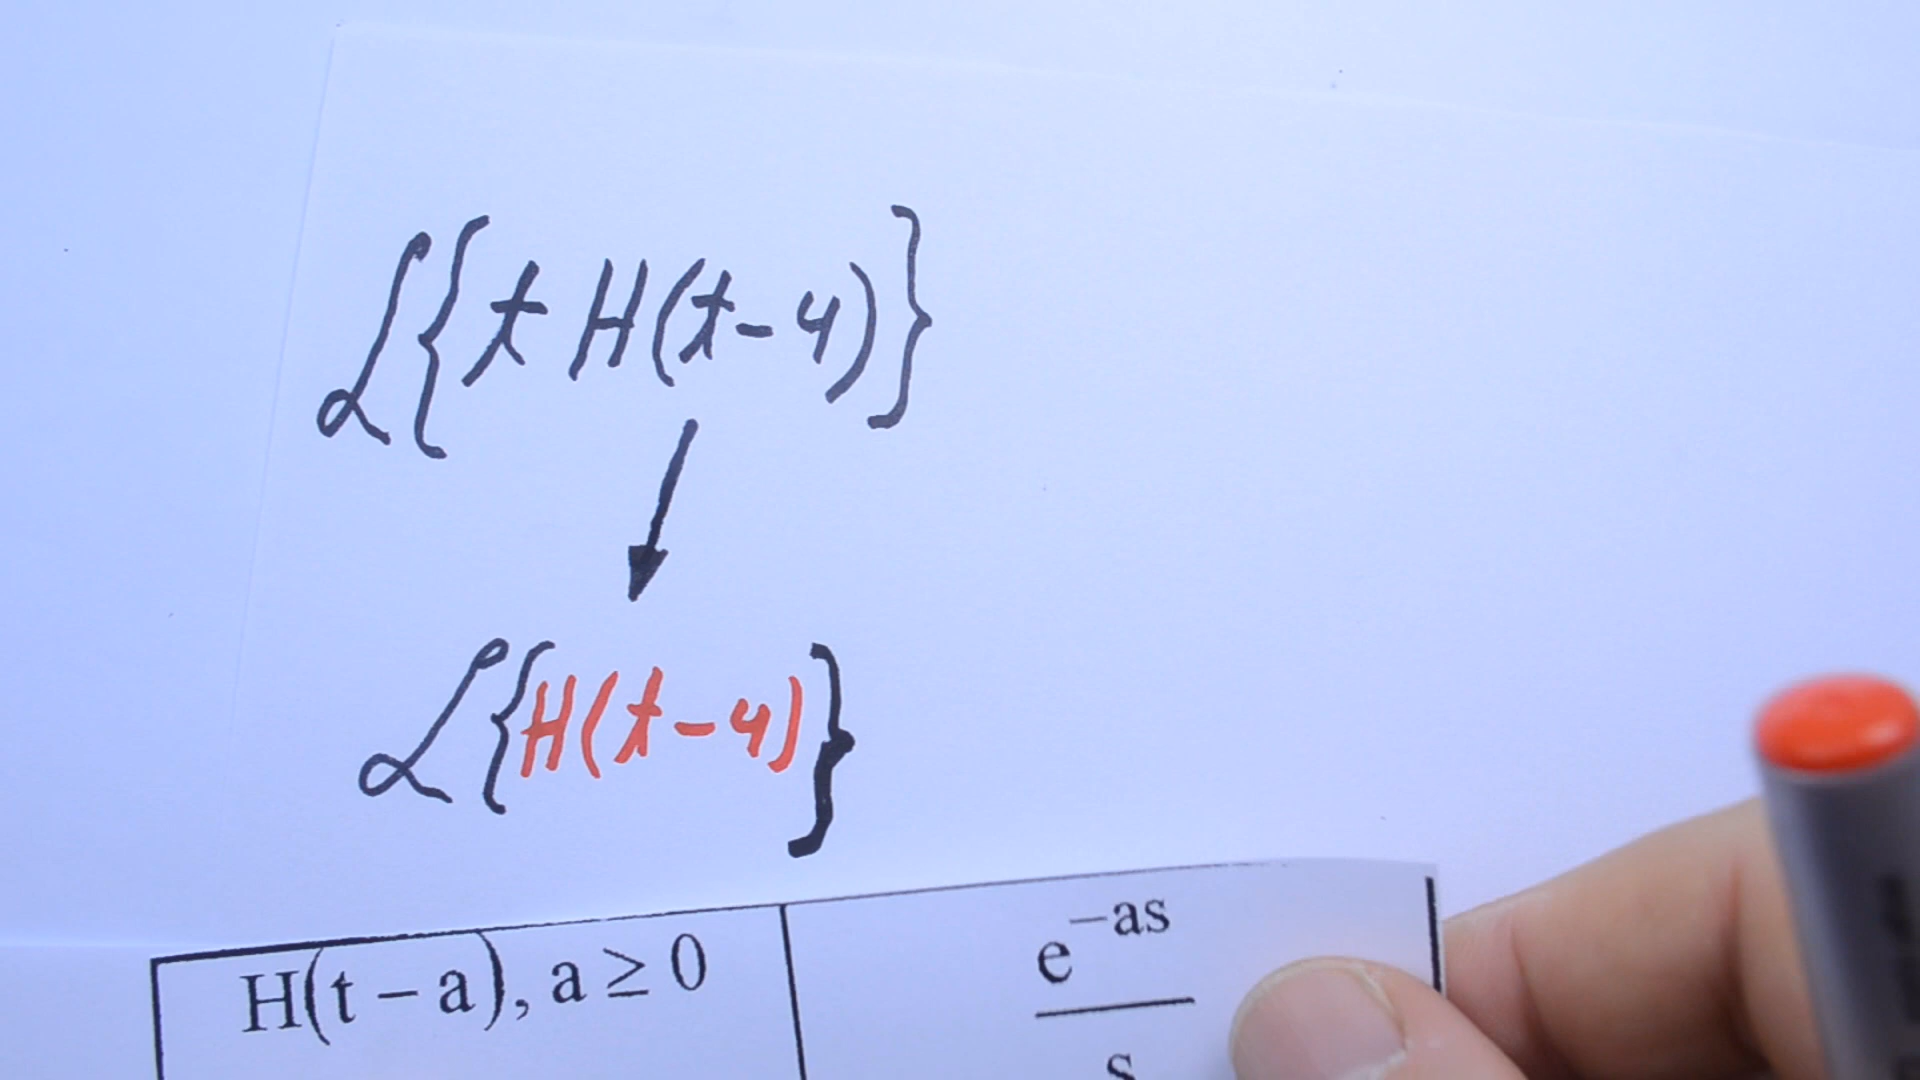 ℒ{t H(t-4)}
ℒ{H(t-4)}
H(t – a), a ≥ 0
e^–as
s